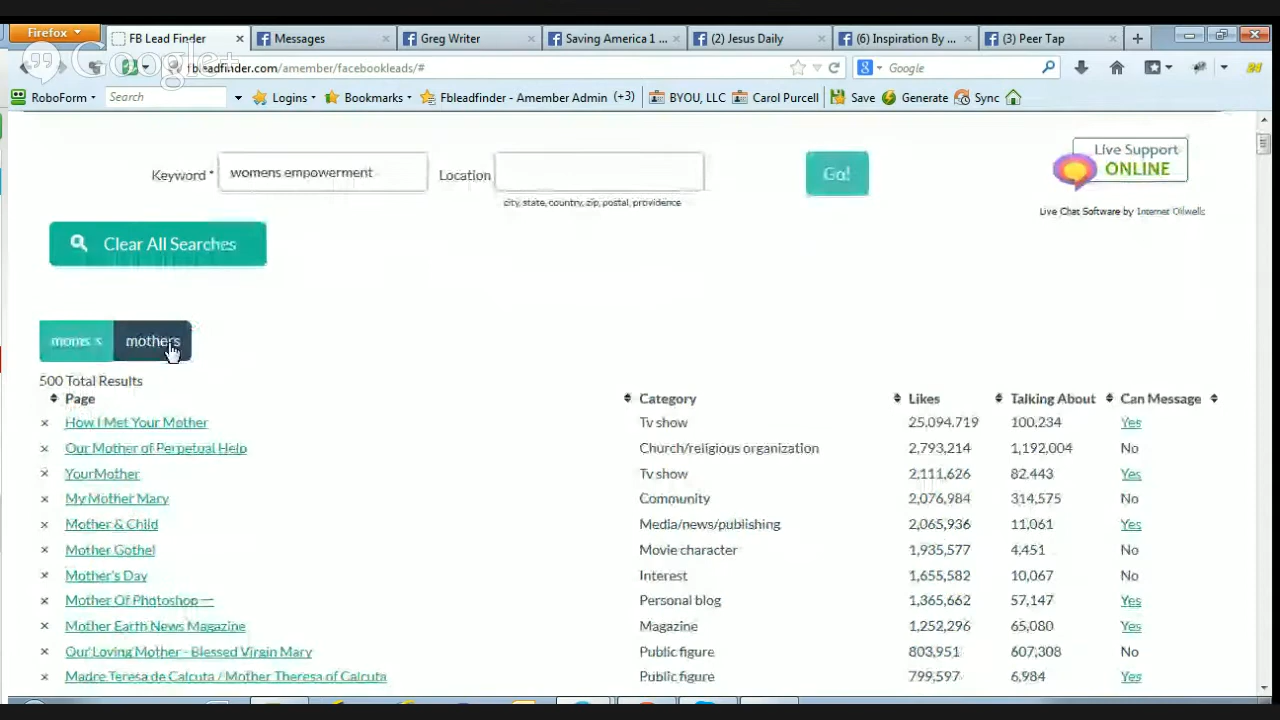 Firefox
FB Lead Finder
Messages
Greg Writer
Saving America 1 ...
(2) Jesus Daily
(6) Inspiration By ...
(3) Peer Tap
Google+
fbleadfinder.com/amember/facebookleads/#
Google
RoboForm
Search
Logins
Bookmarks
Fbleadfinder - Amember Admin (+3)
BYOU, LLC
Carol Purcell
Save
Generate
Sync
Keyword *
womens empowerment
Location
Go!
city, state, country, zip, postal, providence
Live Support
ONLINE
Live Chat Software by Internet Oilwells
Clear All Searches
moms x
mothers
500 Total Results
Page Category Likes Talking About Can Message
× How I Met Your Mother Tv show 25,094,719 100,234 Yes
× Our Mother of Perpetual Help Church/religious organization 2,793,214 1,192,004 No
× YourMother Tv show 2,111,626 82,443 Yes
× My Mother Mary Community 2,076,984 314,575 No
× Mother & Child Media/news/publishing 2,065,936 11,061 Yes
× Mother Gothel Movie character 1,935,577 4,451 No
× Mother's Day Interest 1,655,582 10,067 No
× Mother Of Photoshop — Personal blog 1,365,662 57,147 Yes
× Mother Earth News Magazine Magazine 1,252,296 65,080 Yes
× Our Loving Mother - Blessed Virgin Mary Public figure 803,951 607,308 No
× Madre Teresa de Calcuta / Mother Theresa of Calcuta Public figure 799,597 6,984 Yes